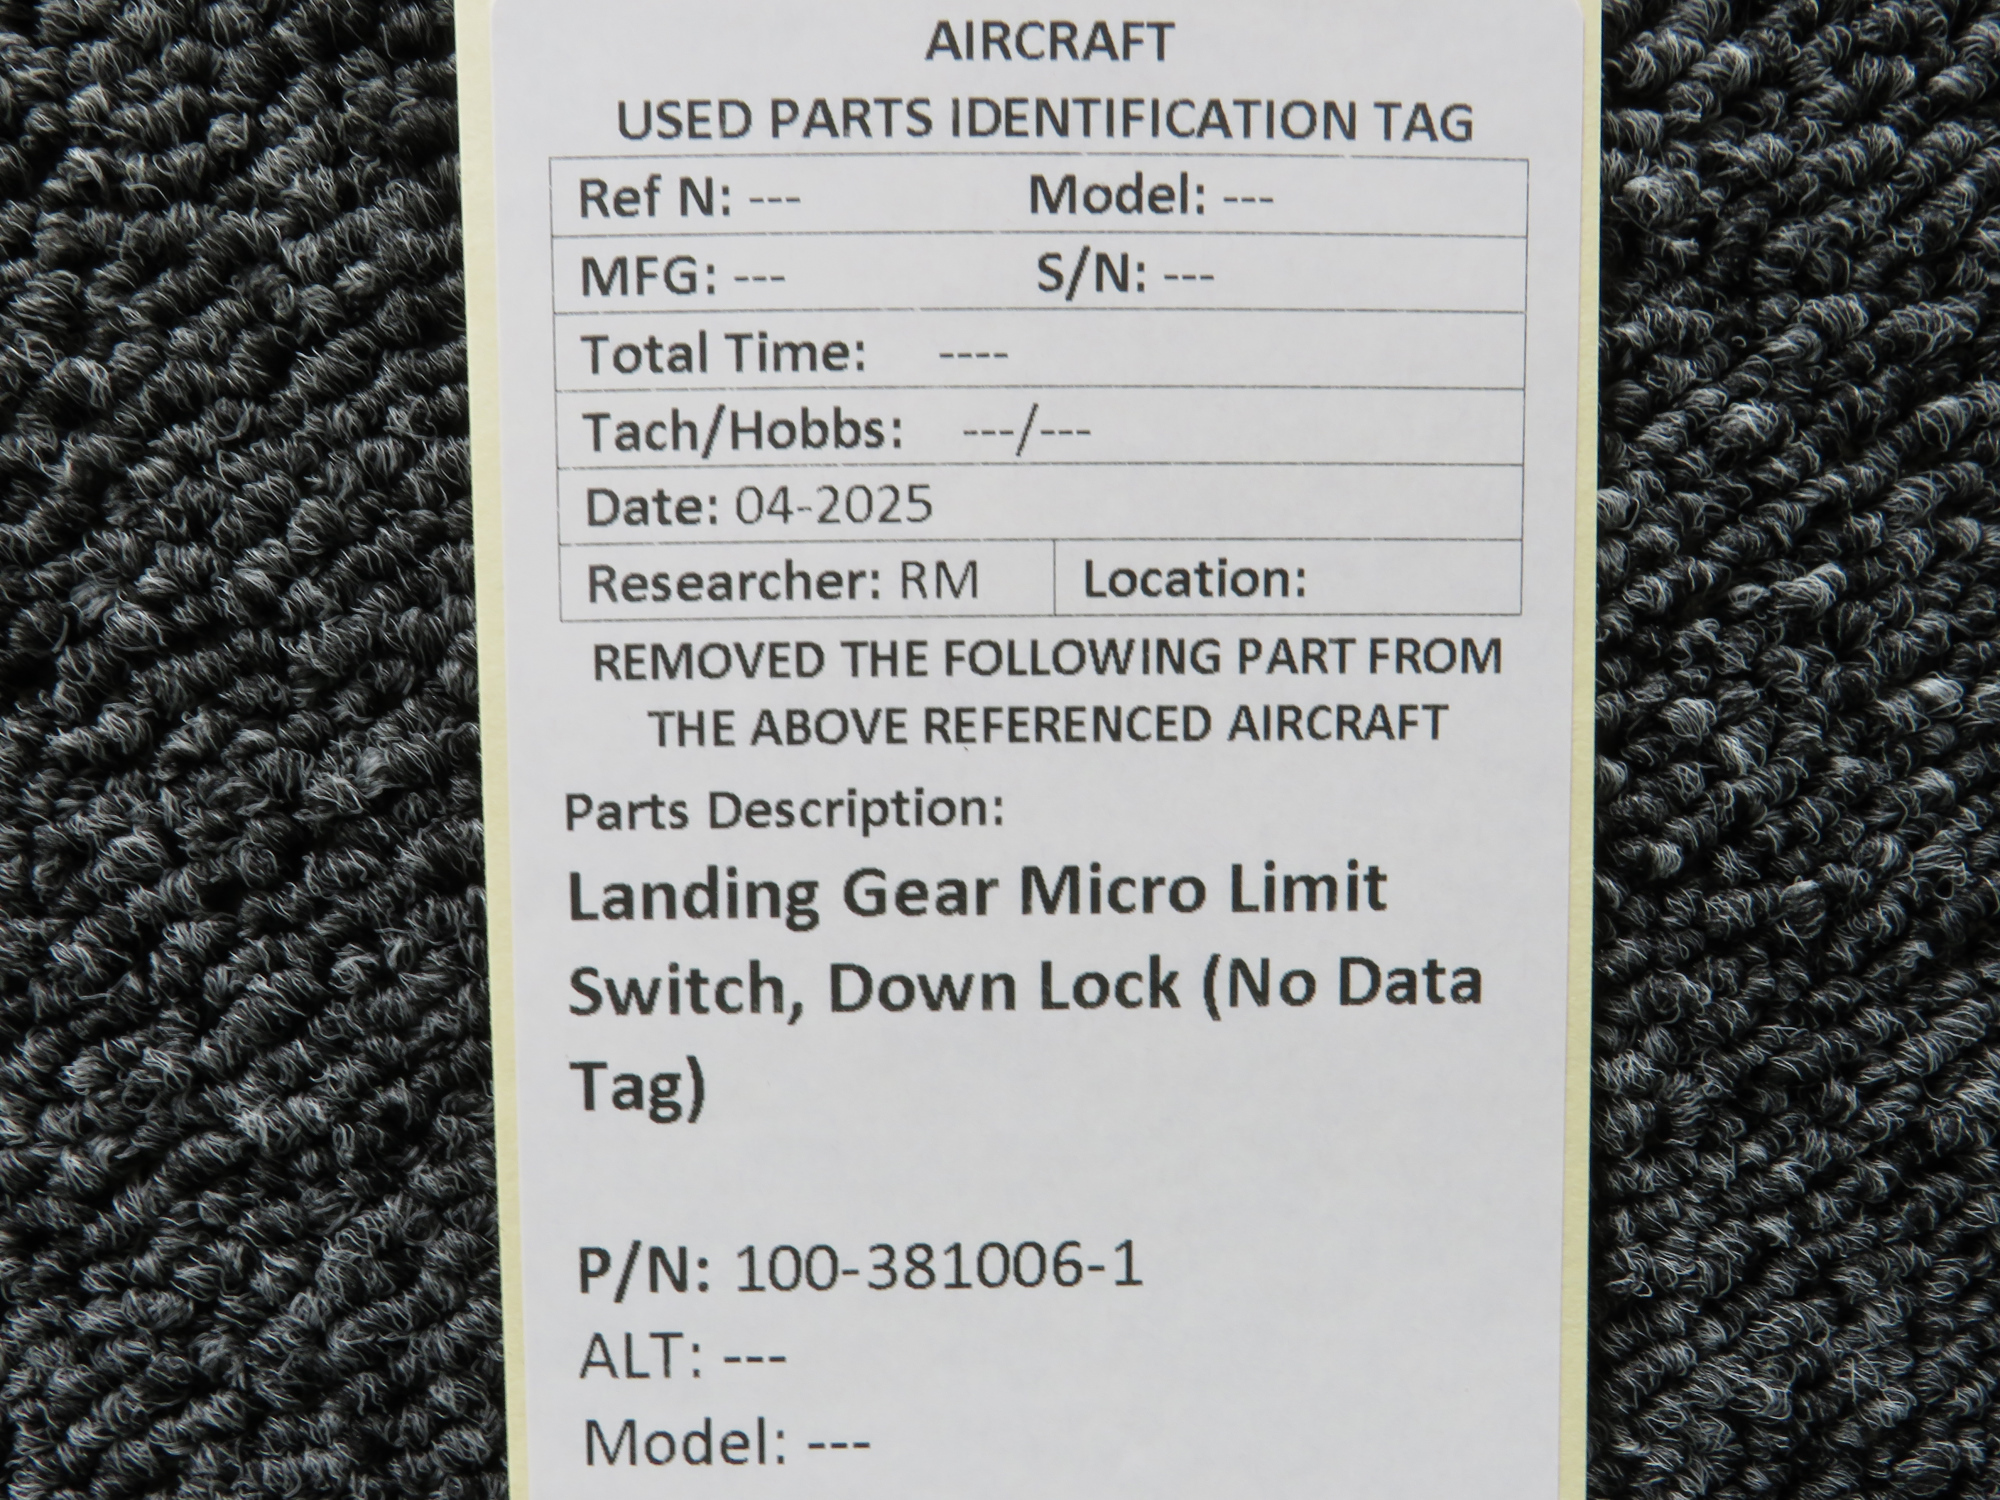 AIRCRAFT
USED PARTS IDENTIFICATION TAG
Ref N: --- Model: ---
MFG: --- S/N: ---
Total Time: ----
Tach/Hobbs: ---/---
Date: 04-2025
Researcher: RM Location:
REMOVED THE FOLLOWING PART FROM
THE ABOVE REFERENCED AIRCRAFT
Parts Description:
Landing Gear Micro Limit
Switch, Down Lock (No Data
Tag)
P/N: 100-381006-1
ALT: ---
Model: ---